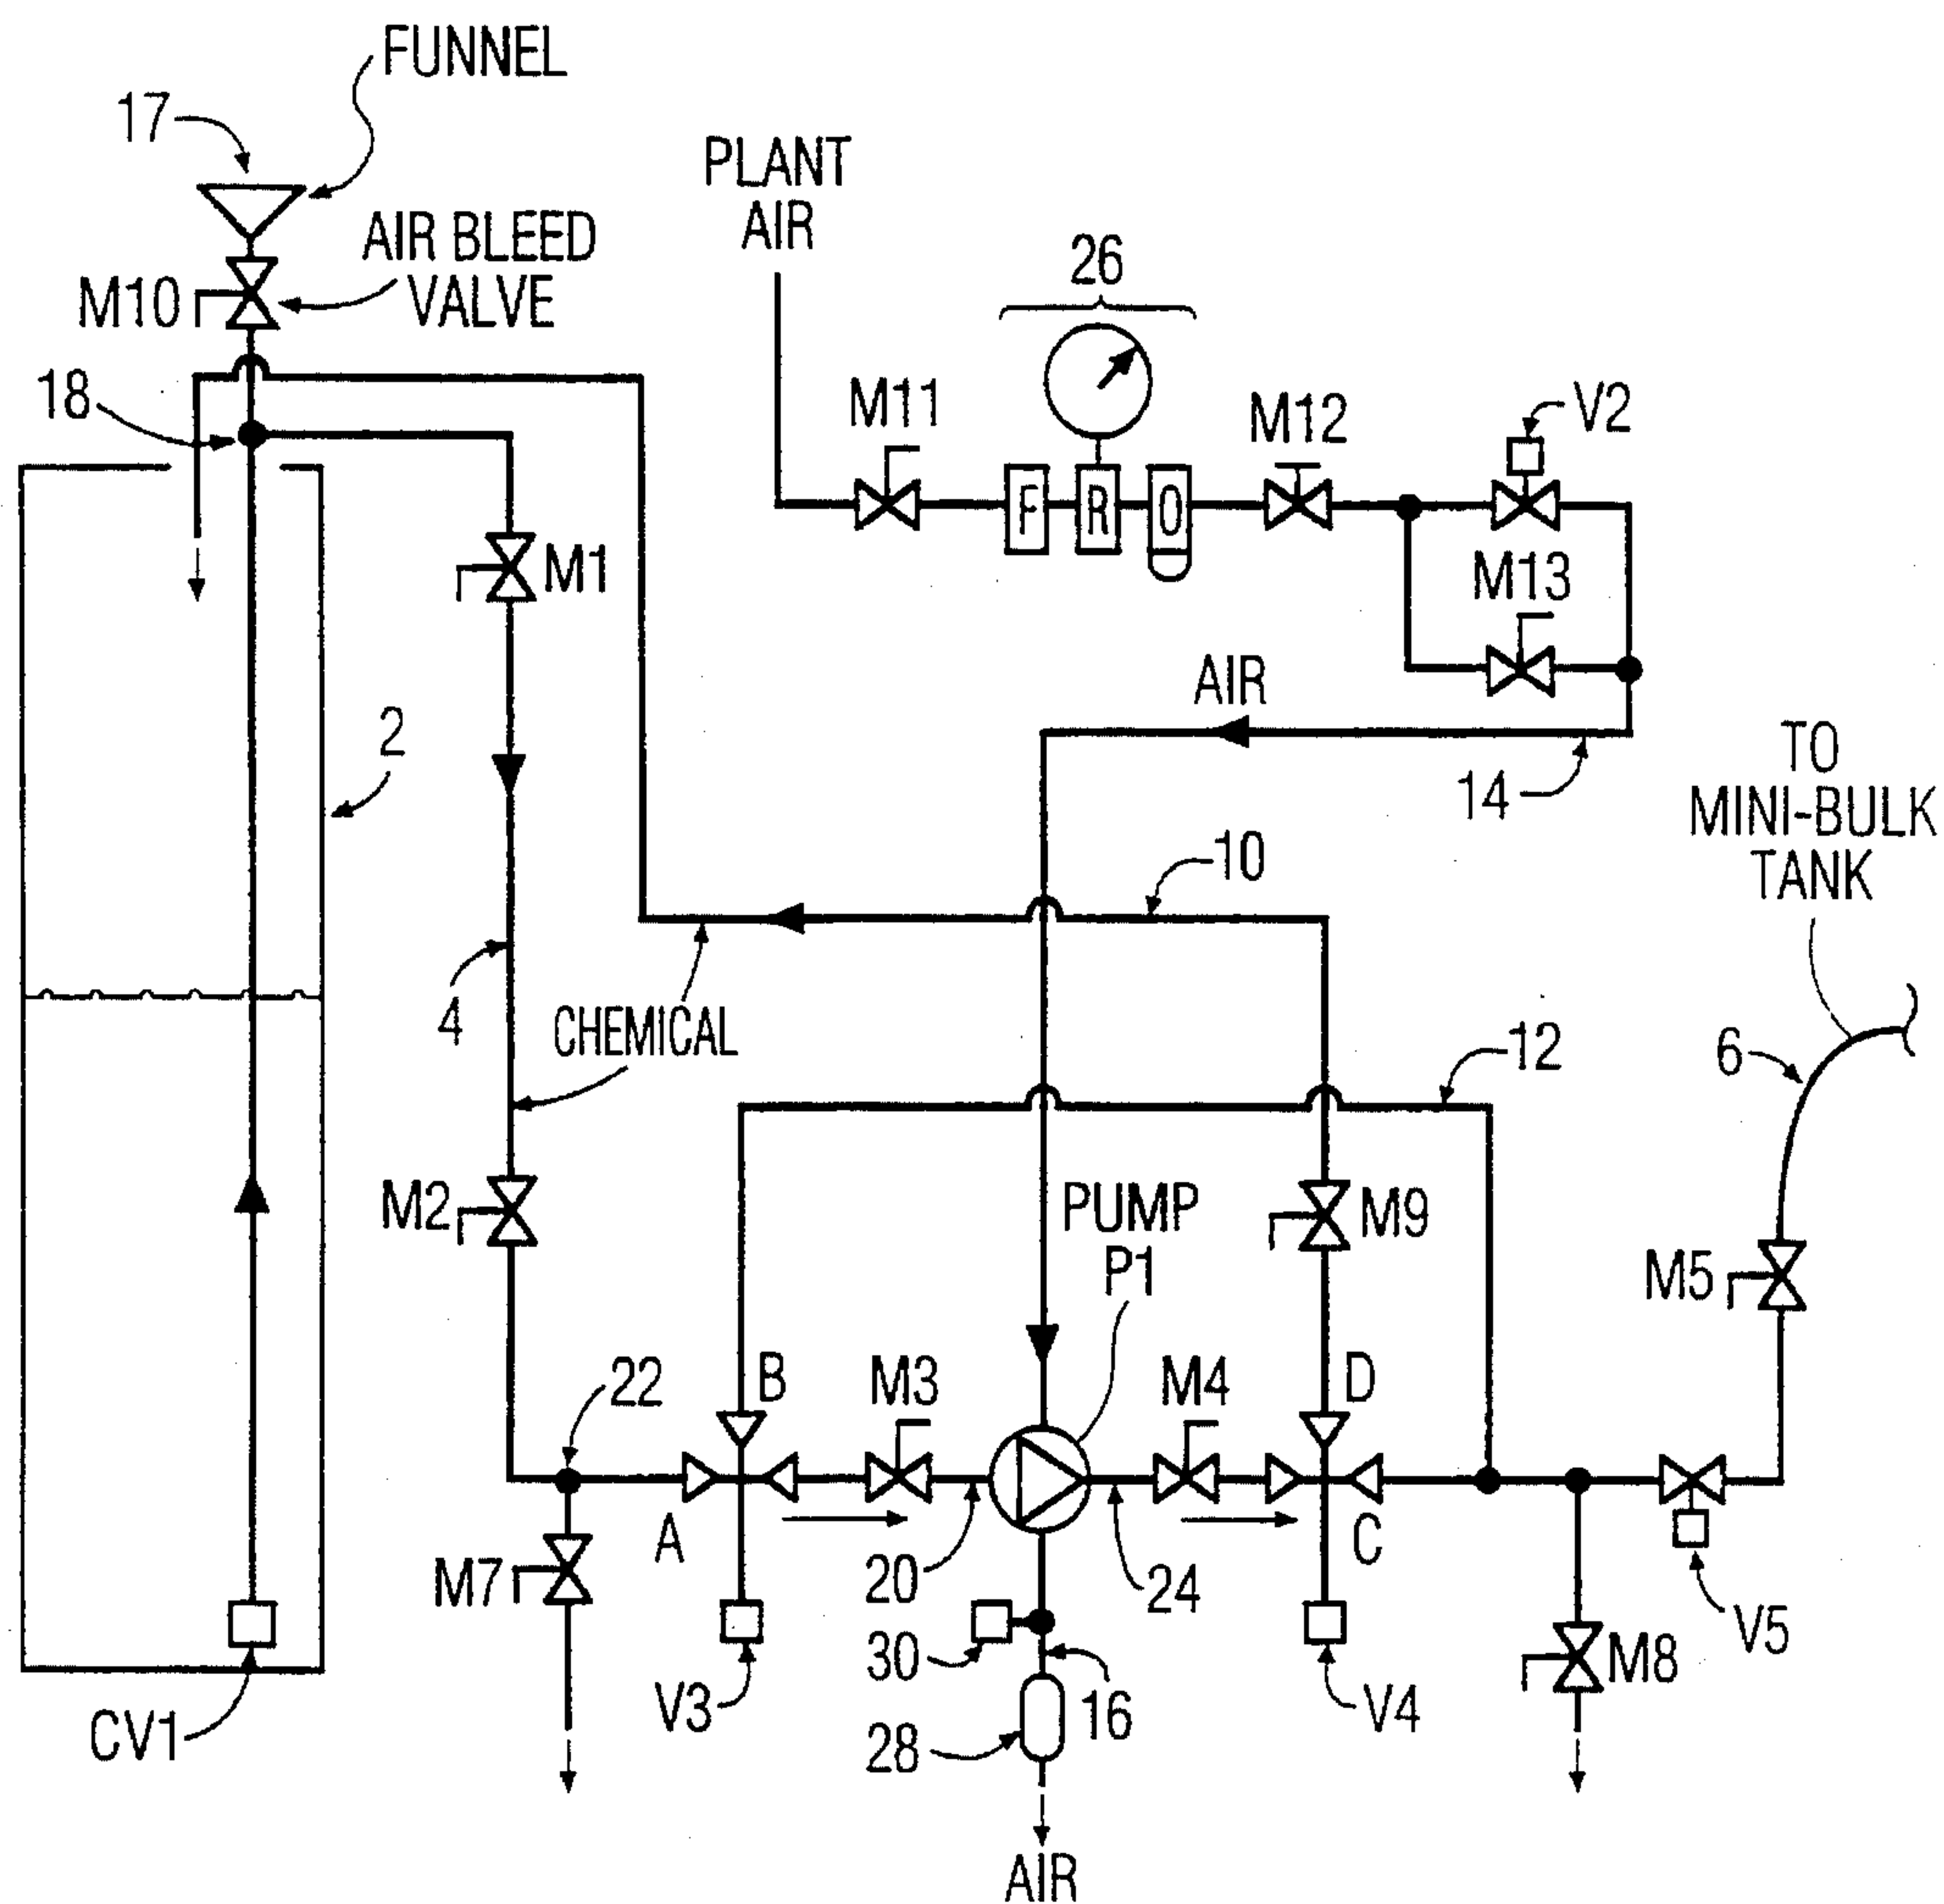 FUNNEL
17
PLANT
AIR
AIR BLEED
VALVE
M10
26
18
M11
M12
V2
F
R
O
M1
M13
AIR
2
14
TO
MINI-BULK
TANK
10
4
CHEMICAL
12
6
M2
PUMP
P1
M9
M5
22
B
M3
M4
D
A
C
M7
20
24
30
V5
CV1
V3
16
V4
M8
28
AIR